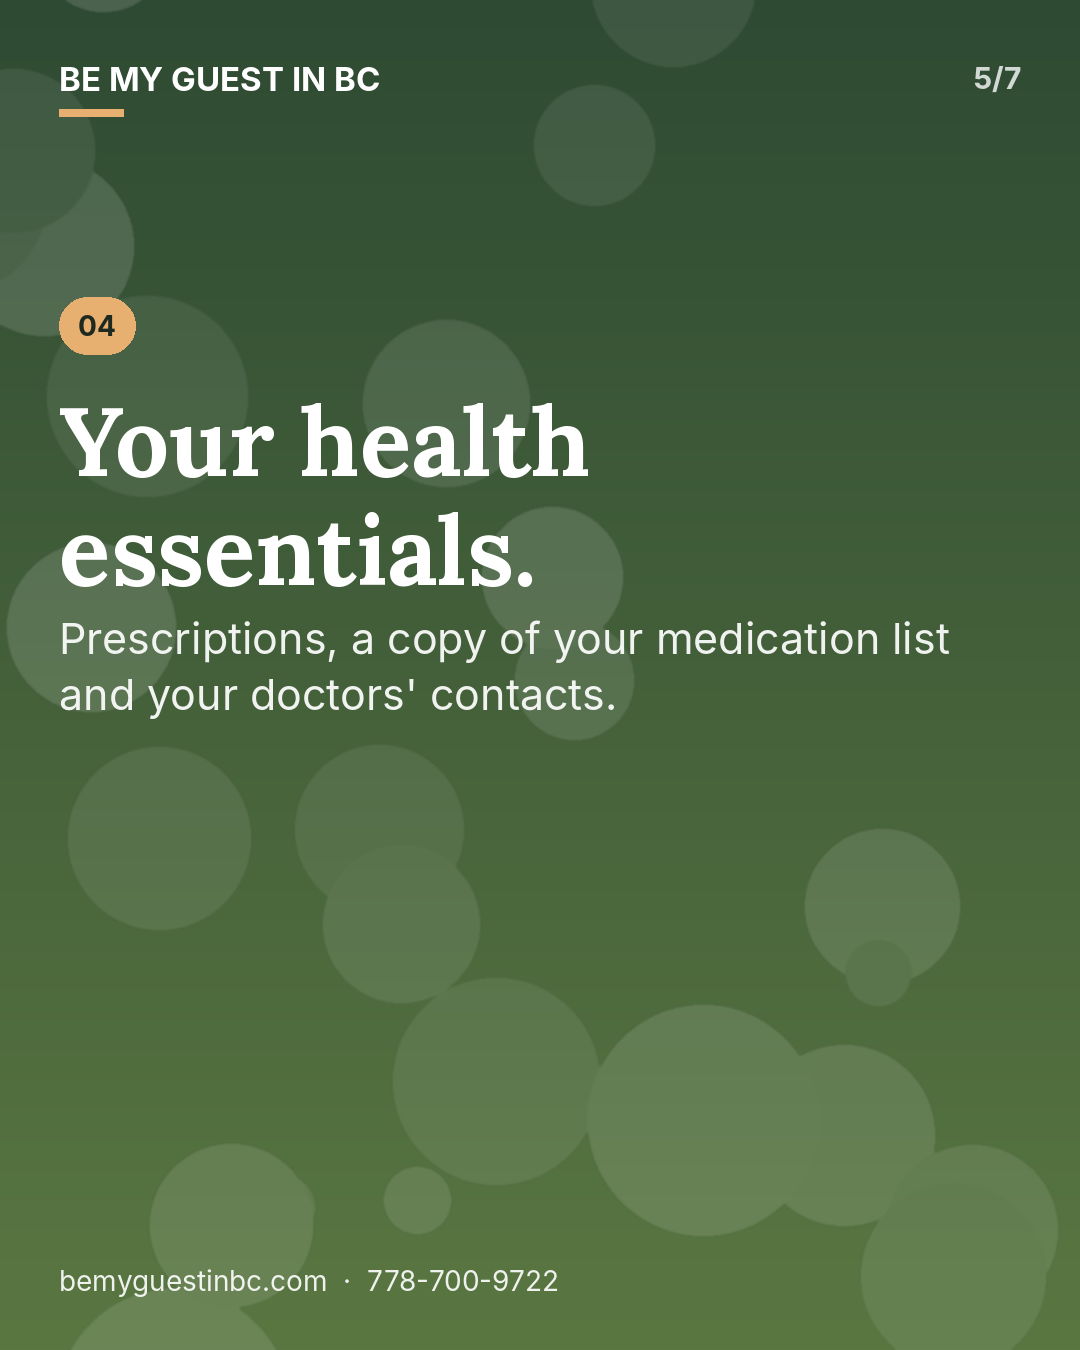 BE MY GUEST IN BC
5/7
04
Your health
essentials.
Prescriptions, a copy of your medication list
and your doctors' contacts.
bemyguestinbc.com · 778-700-9722